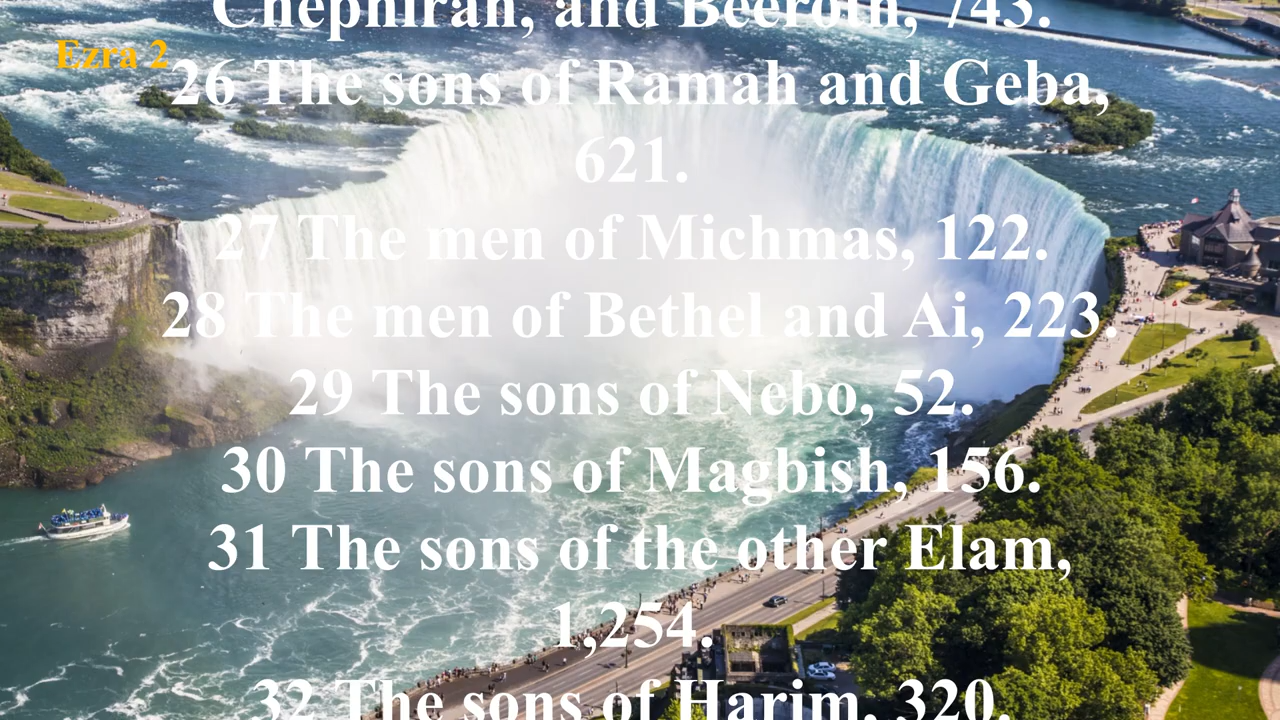 Chephirah, and Beeroth, 743.
Ezra 2
26 The sons of Ramah and Geba,
621.
27 The men of Michmas, 122.
28 The men of Bethel and Ai, 223.
29 The sons of Nebo, 52.
30 The sons of Magbish, 156.
31 The sons of the other Elam,
1,254.
32 The sons of Harim, 320.